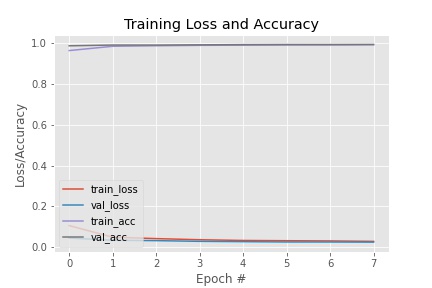 Training Loss and Accuracy
1.0
0.8
0.6
0.4
0.2
0.0
Loss/Accuracy
train_loss
val_loss
train_acc
val_acc
0 1 2 3 4 5 6 7
Epoch #